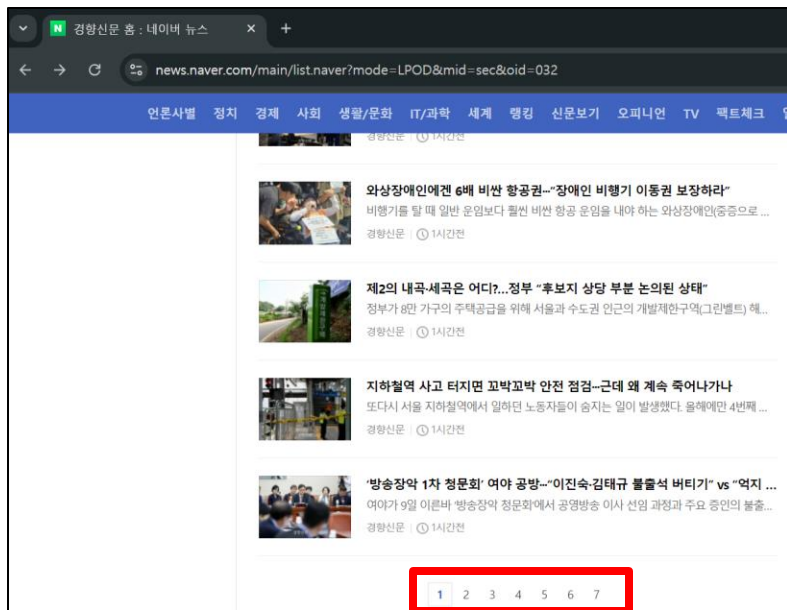 경향신문 홈 : 네이버 뉴스
news.naver.com/main/list.naver?mode=LPOD&mid=sec&oid=032
언론사별 정치 경제 사회 생활/문화 IT/과학 세계 랭킹 신문보기 오피니언 TV 팩트체크
경향신문 1시간전
와상장애인에겐 6배 비싼 항공권…“장애인 비행기 이동권 보장하라”
비행기를 탈 때 일반 운임보다 훨씬 비싼 항공 운임을 내야 하는 와상장애인(중증으로 ...
경향신문 1시간전
제2의 내곡·세곡은 어디?...정부 “후보지 상당 부분 논의된 상태”
정부가 8만 가구의 주택공급을 위해 서울과 수도권 인근의 개발제한구역(그린벨트) 해...
경향신문 1시간전
지하철역 사고 터지면 꼬박꼬박 안전 점검…근데 왜 계속 죽어나가나
또다시 서울 지하철역에서 일하던 노동자들이 숨지는 일이 발생했다. 올해에만 4번째 ...
경향신문 1시간전
‘방송장악 1차 청문회’ 여야 공방…“이진숙·김태규 불출석 버티기” vs “억지 ...
여야가 9일 이른바 ‘방송장악 청문회’에서 공영방송 이사 선임 과정과 주요 증인의 불출...
경향신문 1시간전
1 2 3 4 5 6 7